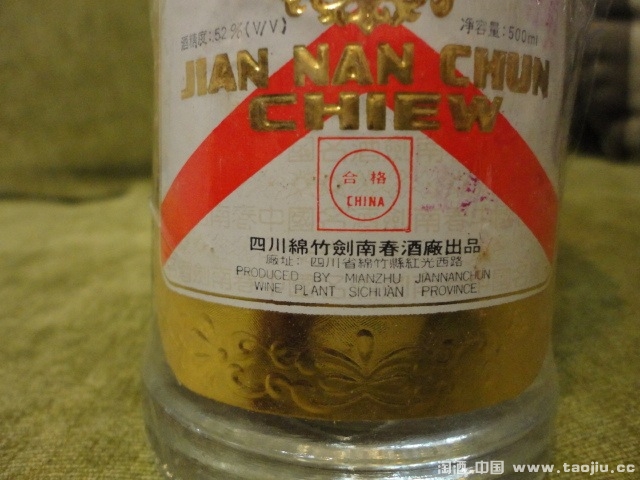 酒精度:52%(V/V)
净容量:500ml
JIAN NAN CHUN
CHIEW
合格
CHINA
四川綿竹劍南春酒廠出品
廠址:四川省綿竹縣紅光西路
PRODUCED BY MIANZHU JIANNANCHUN
WINE PLANT SICHUAN PROVINCE
淘酒.中国 www.taojiu.cc